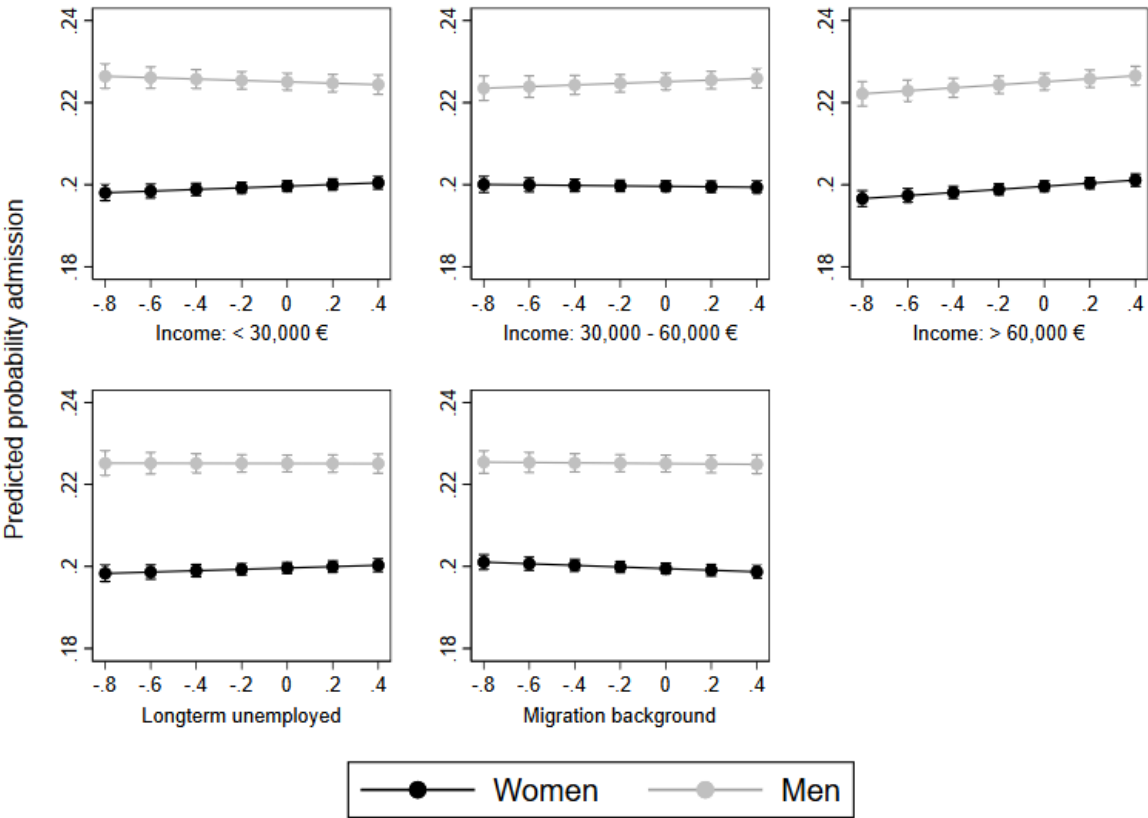 Predicted probability admission
.24
.22
.2
.18
-.8 -.6 -.4 -.2 0 .2 .4
Income: < 30,000 €
.24
.22
.2
.18
-.8 -.6 -.4 -.2 0 .2 .4
Income: 30,000 - 60,000 €
.24
.22
.2
.18
-.8 -.6 -.4 -.2 0 .2 .4
Income: > 60,000 €
.24
.22
.2
.18
-.8 -.6 -.4 -.2 0 .2 .4
Longterm unemployed
.24
.22
.2
.18
-.8 -.6 -.4 -.2 0 .2 .4
Migration background
Women Men